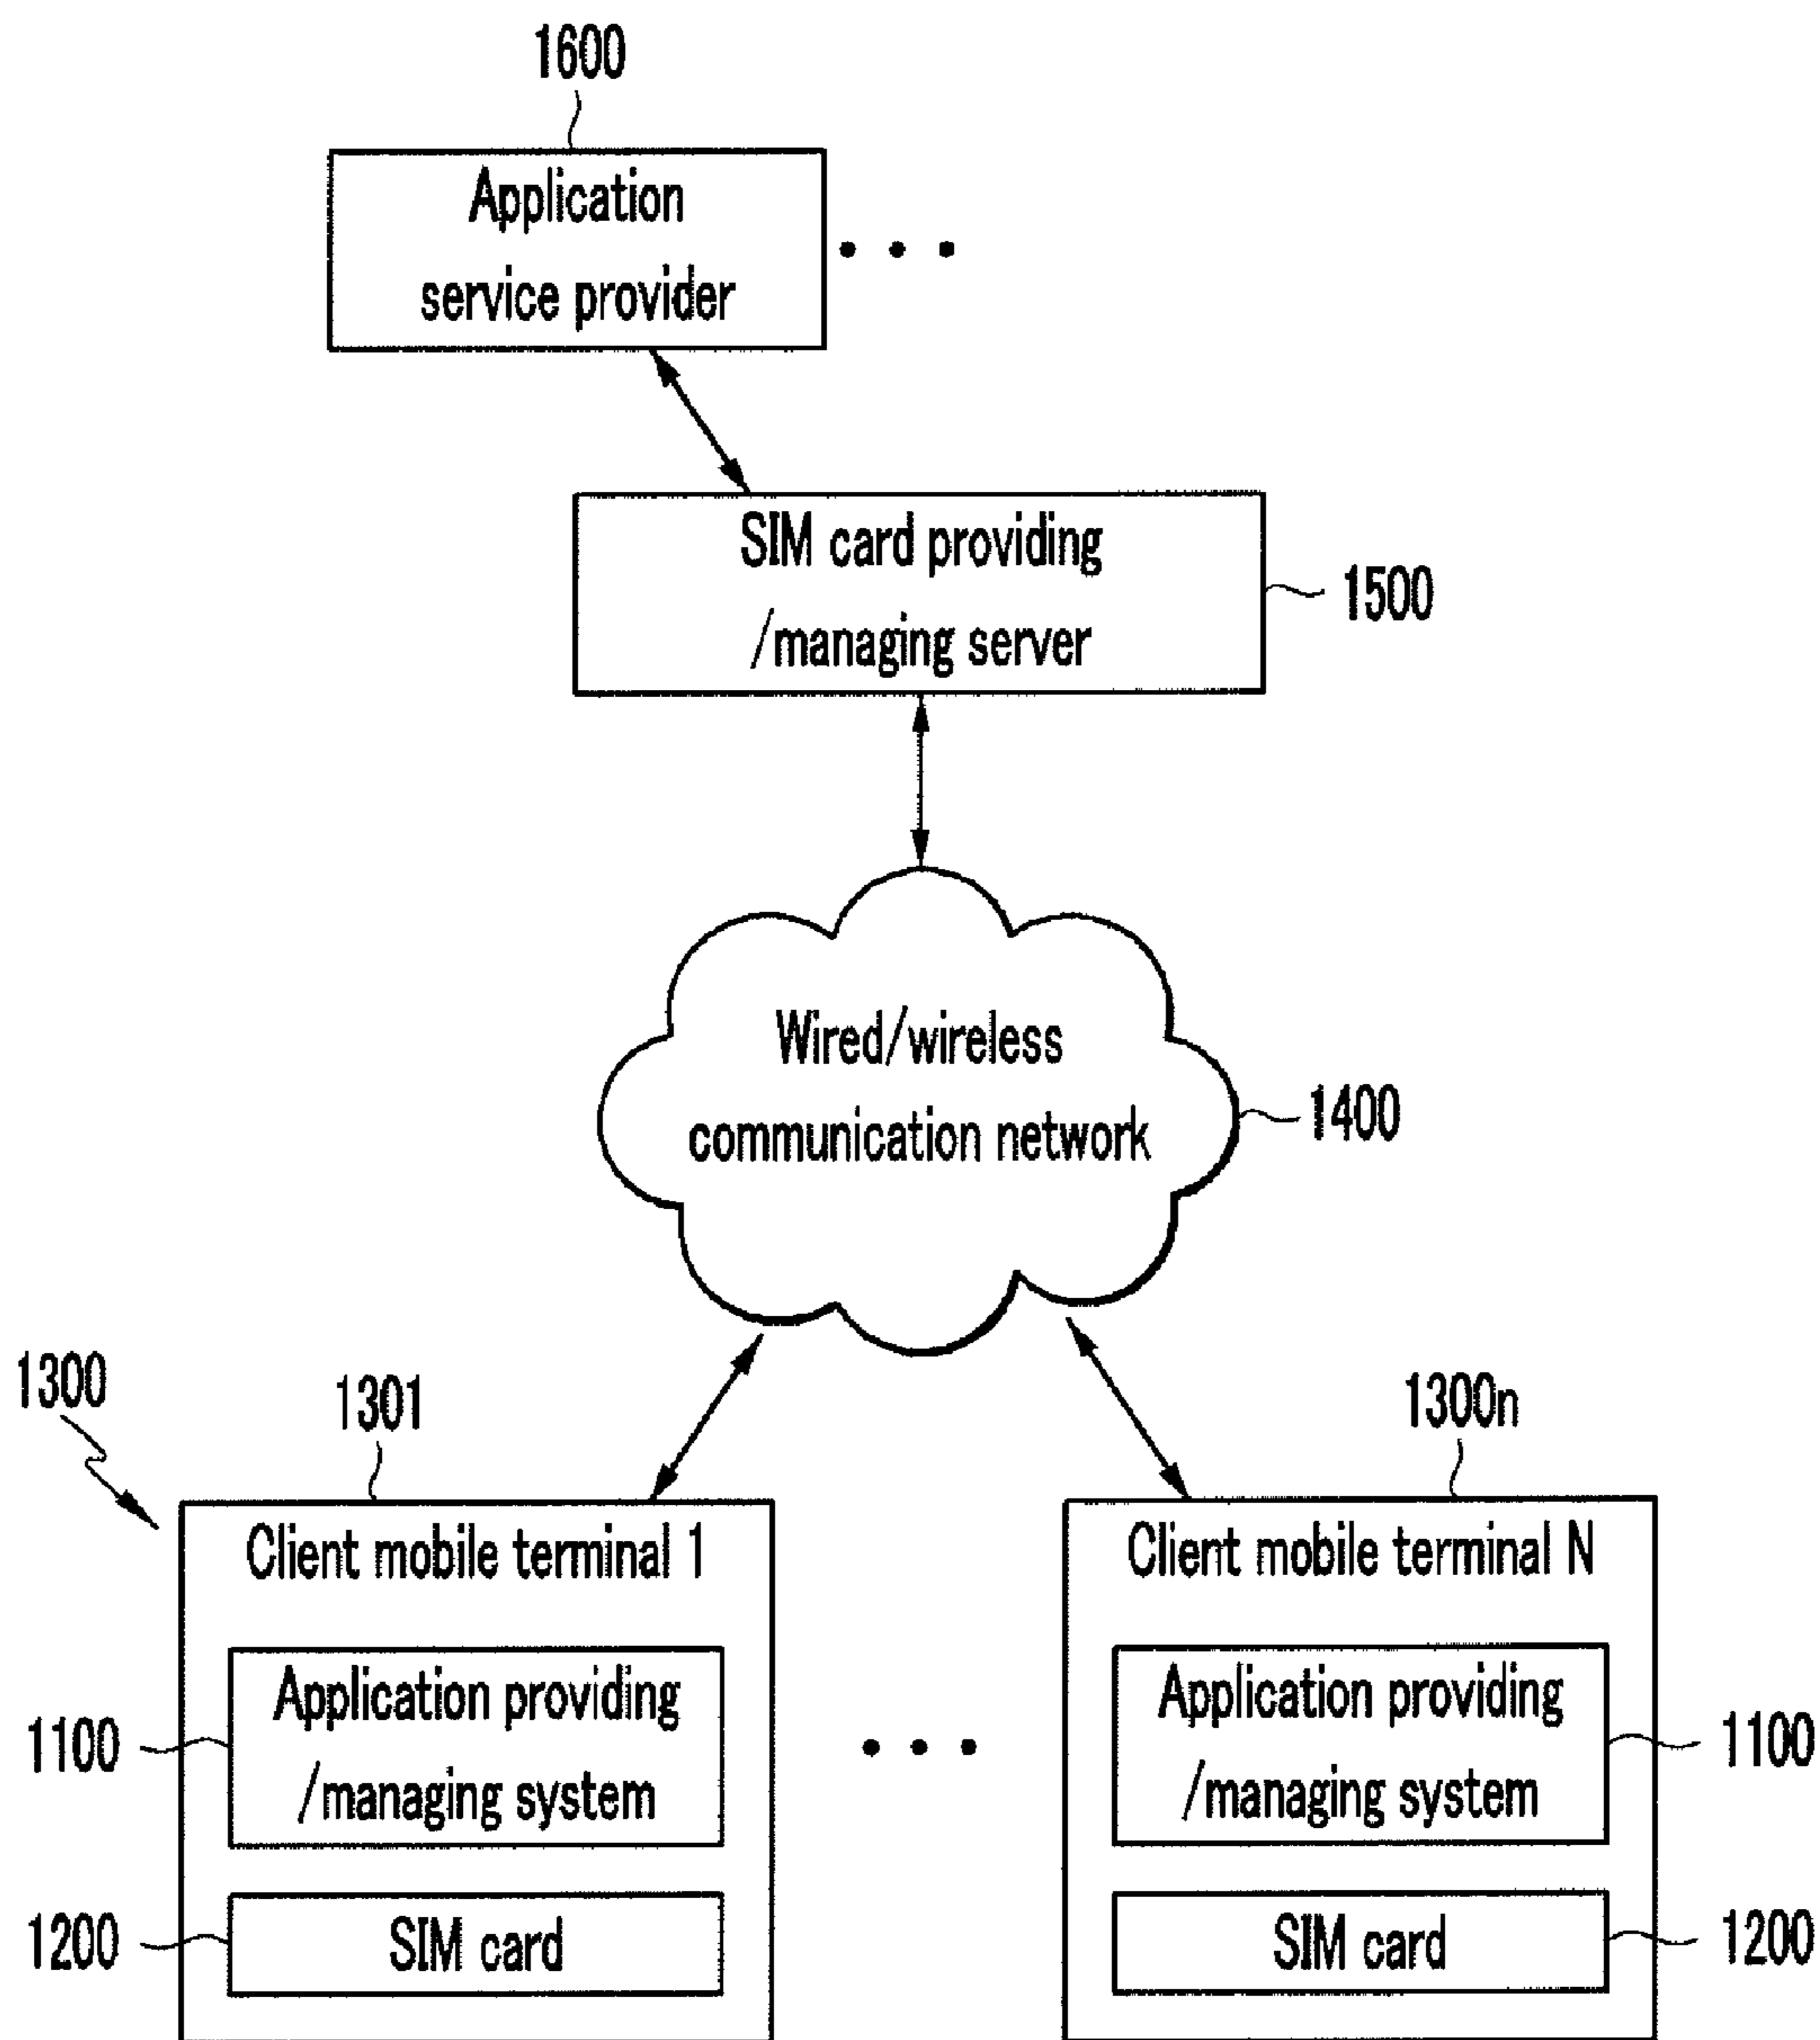 1600
Application
service provider
SIM card providing
/managing server
1500
Wired/wireless
communication network
1400
1300
1301
1300n
Client mobile terminal 1
Client mobile terminal N
Application providing
/managing system
1100
Application providing
/managing system
1100
SIM card
1200
SIM card
1200